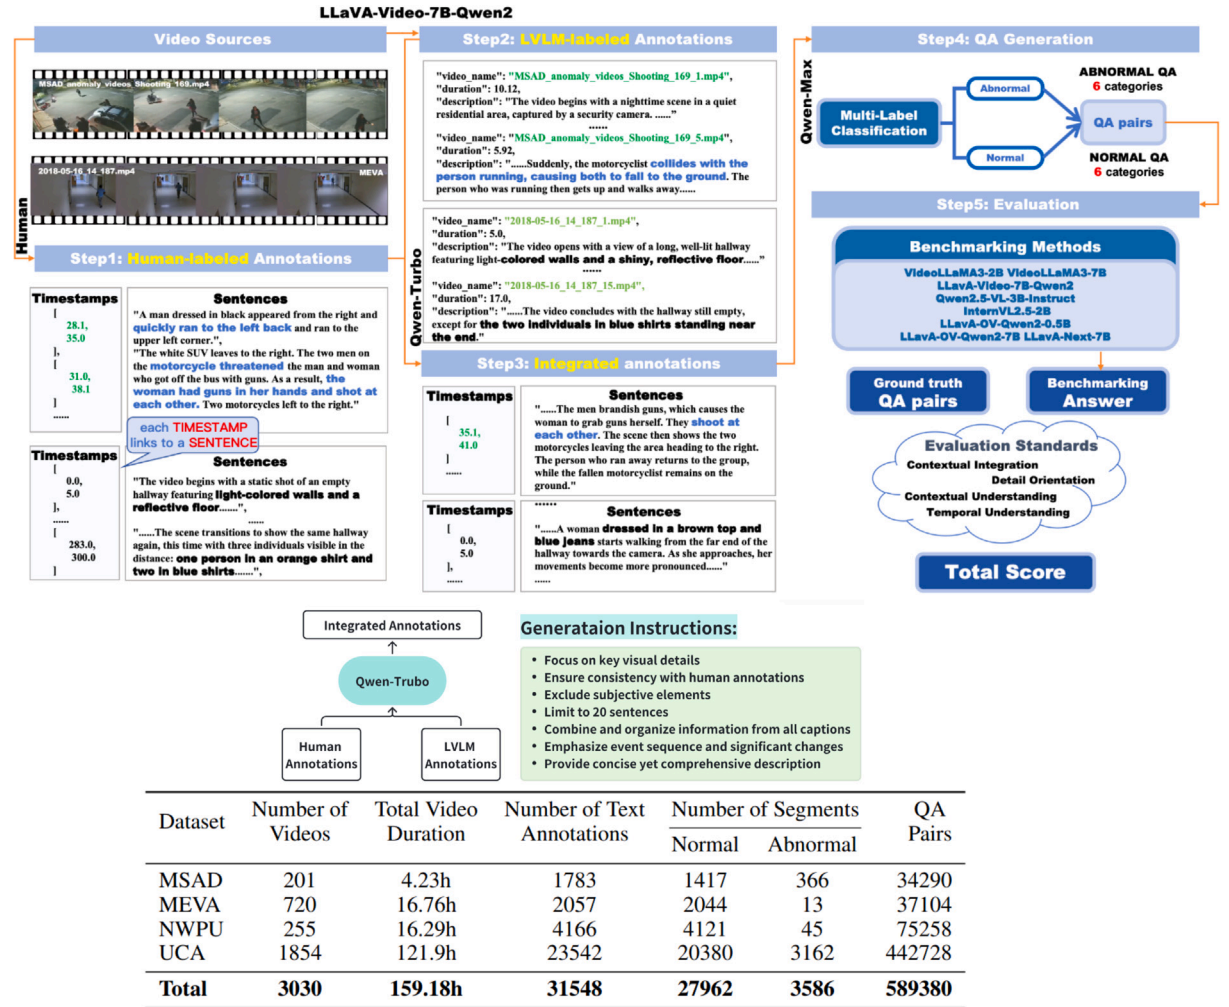 LLaVA-Video-7B-Qwen2
Video Sources
MSAD_anomaly_videos_Shooting_169.mp4
2018-05-16_14_187.mp4
MEVA
Human
Step1: Human-labeled Annotations
Timestamps
[
28.1,
35.0
],
[
31.0,
38.1
]
......
Sentences
"A man dressed in black appeared from the right and
quickly ran to the left back and ran to the
upper left corner.",
"The white SUV leaves to the right. The two men on
the motorcycle threatened the man and woman
who got off the bus with guns. As a result, the
woman had guns in her hands and shot at
each other. Two motorcycles left to the right."
each TIMESTAMP
links to a SENTENCE
Timestamps
[
0.0,
5.0
],
......
[
283.0,
300.0
]
Sentences
"The video begins with a static shot of an empty
hallway featuring light-colored walls and a
reflective floor......",
......
"......The scene transitions to show the same hallway
again, this time with three individuals visible in the
distance: one person in an orange shirt and
two in blue shirts.......",
Step2: LVLM-labeled Annotations
"video_name": "MSAD_anomaly_videos_Shooting_169_1.mp4",
"duration": 10.12,
"description": "The video begins with a nighttime scene in a quiet
residential area, captured by a security camera. ......"
......
"video_name": "MSAD_anomaly_videos_Shooting_169_5.mp4",
"duration": 5.92,
"description": "......Suddenly, the motorcyclist collides with the
person running, causing both to fall to the ground. The
person who was running then gets up and walks away......
"video_name": "2018-05-16_14_187_1.mp4",
"duration": 5.0,
"description": "The video opens with a view of a long, well-lit hallway
featuring light-colored walls and a shiny, reflective floor......"
......
"video_name": "2018-05-16_14_187_15.mp4",
"duration": 17.0,
"description": "......The video concludes with the hallway still empty,
except for the two individuals in blue shirts standing near
the end."
Qwen-Turbo
Step3: Integrated annotations
Timestamps
[
35.1,
41.0
]
......
Sentences
"......The men brandish guns, which causes the
woman to grab guns herself. They shoot at
each other. The scene then shows the two
motorcycles leaving the area heading to the right.
The person who ran away returns to the group,
while the fallen motorcyclist remains on the
ground."
......
Timestamps
[
0.0,
5.0
],
......
Sentences
"......A woman dressed in a brown top and
blue jeans starts walking from the far end of the
hallway towards the camera. As she approaches, her
movements become more pronounced......"
......
Qwen-Max
Step4: QA Generation
Multi-Label
Classification
Abnormal
Normal
ABNORMAL QA
6 categories
QA pairs
NORMAL QA
6 categories
Step5: Evaluation
Benchmarking Methods
VideoLLaMA3-2B VideoLLaMA3-7B
LLavA-Video-7B-Qwen2
Qwen2.5-VL-3B-Instruct
InternVL2.5-2B
LLavA-OV-Qwen2-0.5B
LLavA-OV-Qwen2-7B LLavA-Next-7B
Ground truth
QA pairs
Benchmarking
Answer
Evaluation Standards
Contextual Integration
Detail Orientation
Contextual Understanding
Temporal Understanding
Total Score
Integrated Annotations
Qwen-Trubo
Human
Annotations
LVLM
Annotations
Generataion Instructions:
• Focus on key visual details
• Ensure consistency with human annotations
• Exclude subjective elements
• Limit to 20 sentences
• Combine and organize information from all captions
• Emphasize event sequence and significant changes
• Provide concise yet comprehensive description
Dataset Number of Videos Total Video Duration Number of Text Annotations Number of Segments QA Pairs
Normal Abnormal
MSAD 201 4.23h 1783 1417 366 34290
MEVA 720 16.76h 2057 2044 13 37104
NWPU 255 16.29h 4166 4121 45 75258
UCA 1854 121.9h 23542 20380 3162 442728
Total 3030 159.18h 31548 27962 3586 589380